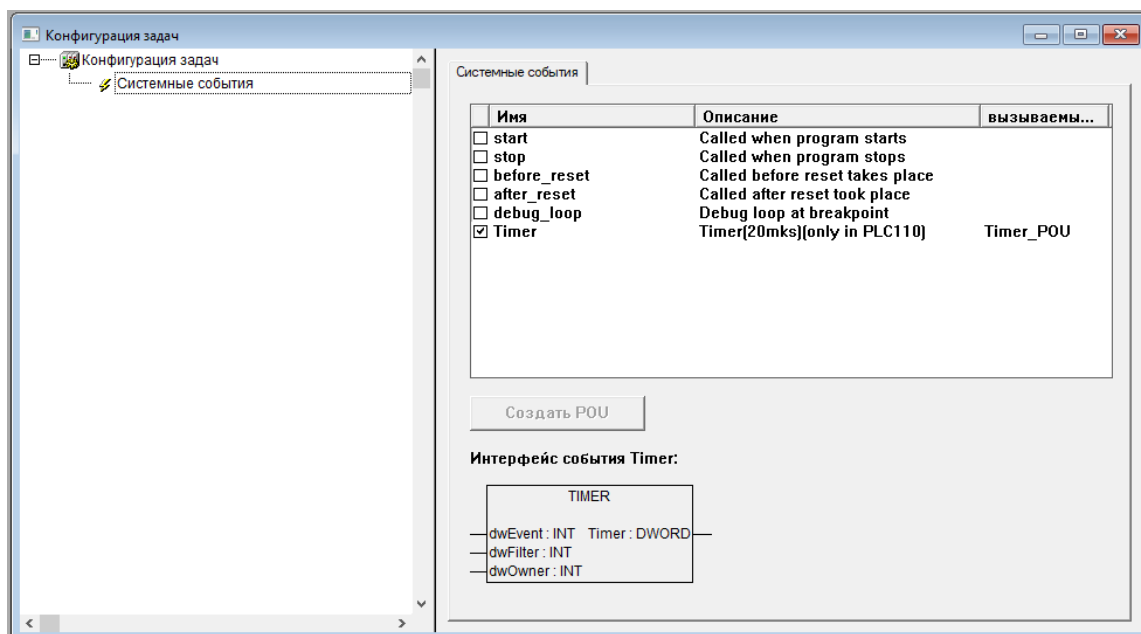 Конфигурация задач
Конфигурация задач
Системные события
Системные события
Имя Описание вызываемы...
start Called when program starts
stop Called when program stops
before_reset Called before reset takes place
after_reset Called after reset took place
debug_loop Debug loop at breakpoint
Timer Timer(20mks)(only in PLC110) Timer_POU
Создать POU
Интерфейс события Timer:
TIMER
dwEvent : INT Timer : DWORD
dwFilter : INT
dwOwner : INT